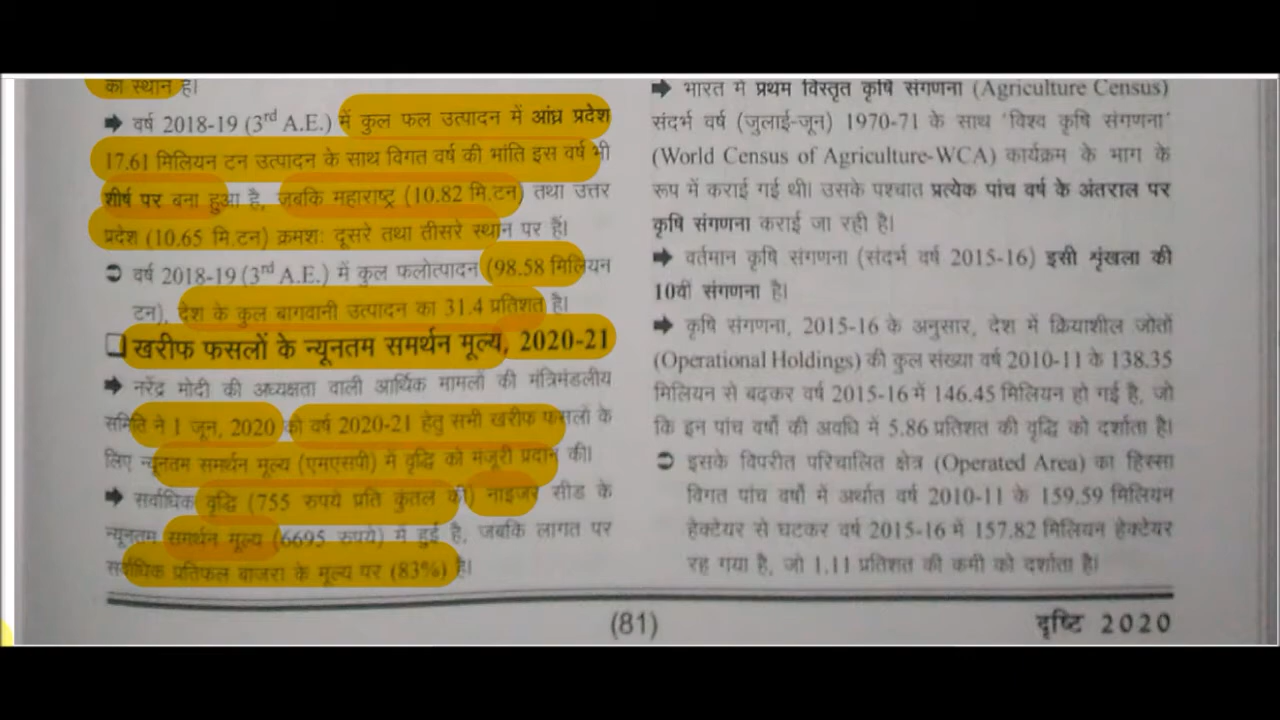 का स्थान है।
➡ वर्ष 2018-19 (3rd A.E.) में कुल फल उत्पादन में आंध्र प्रदेश
17.61 मिलियन टन उत्पादन के साथ विगत वर्ष की भांति इस वर्ष भी
शीर्ष पर बना हुआ है, जबकि महाराष्ट्र (10.82 मि.टन) तथा उत्तर
प्रदेश (10.65 मि.टन) क्रमशः दूसरे तथा तीसरे स्थान पर हैं।
⊃ वर्ष 2018-19 (3rd A.E.) में कुल फलोत्पादन (98.58 मिलियन
टन), देश के कुल बागवानी उत्पादन का 31.4 प्रतिशत है।
❑ खरीफ फसलों के न्यूनतम समर्थन मूल्य, 2020-21
➡ नरेंद्र मोदी की अध्यक्षता वाली आर्थिक मामलों की मंत्रिमंडलीय
समिति ने 1 जून, 2020 को वर्ष 2020-21 हेतु सभी खरीफ फसलों के
लिए न्यूनतम समर्थन मूल्य (एमएसपी) में वृद्धि को मंजूरी प्रदान की।
➡ सर्वाधिक वृद्धि (755 रुपये प्रति कुंतल की) नाइजर सीड के
न्यूनतम समर्थन मूल्य (6695 रुपये) में हुई है, जबकि लागत पर
सर्वाधिक प्रतिफल बाजरा के मूल्य पर (83%) है।
➡ भारत में प्रथम विस्तृत कृषि संगणना (Agriculture Census)
संदर्भ वर्ष (जुलाई-जून) 1970-71 के साथ 'विश्व कृषि संगणना'
(World Census of Agriculture-WCA) कार्यक्रम के भाग के
रूप में कराई गई थी। उसके पश्चात प्रत्येक पांच वर्ष के अंतराल पर
कृषि संगणना कराई जा रही है।
➡ वर्तमान कृषि संगणना (संदर्भ वर्ष 2015-16) इसी शृंखला की
10वीं संगणना है।
➡ कृषि संगणना, 2015-16 के अनुसार, देश में क्रियाशील जोतों
(Operational Holdings) की कुल संख्या वर्ष 2010-11 के 138.35
मिलियन से बढ़कर वर्ष 2015-16 में 146.45 मिलियन हो गई है, जो
कि इन पांच वर्षों की अवधि में 5.86 प्रतिशत की वृद्धि को दर्शाता है।
⊃ इसके विपरीत परिचालित क्षेत्र (Operated Area) का हिस्सा
विगत पांच वर्षों में अर्थात वर्ष 2010-11 के 159.59 मिलियन
हेक्टेयर से घटकर वर्ष 2015-16 में 157.82 मिलियन हेक्टेयर
रह गया है, जो 1.11 प्रतिशत की कमी को दर्शाता है।
(81)
दृष्टि 2020